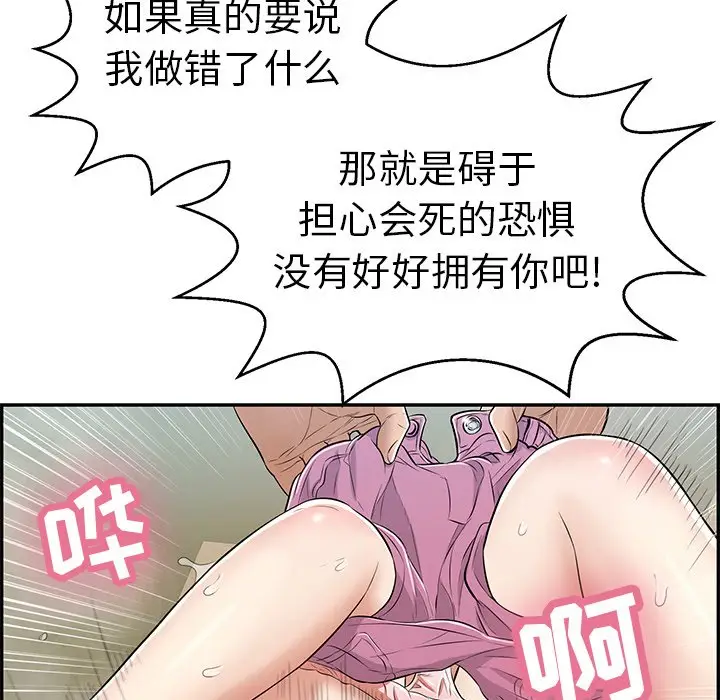 如果真的要说
我做错了什么
那就是碍于
担心会死的恐惧
没有好好拥有你吧!
哗
啊